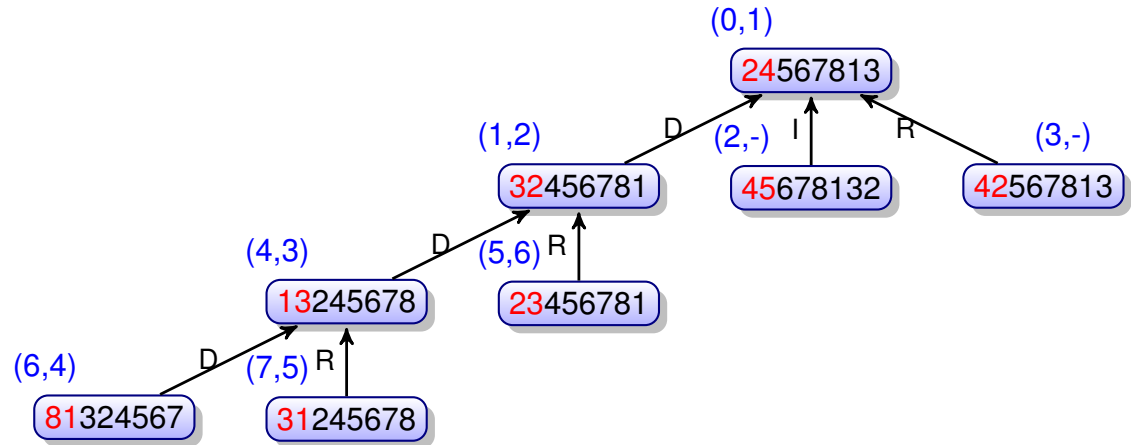 (0,1)
24567813
D
I
R
(1,2)
(2,-)
(3,-)
32456781
45678132
42567813
D
R
(4,3)
(5,6)
13245678
23456781
D
R
(6,4)
(7,5)
81324567
31245678